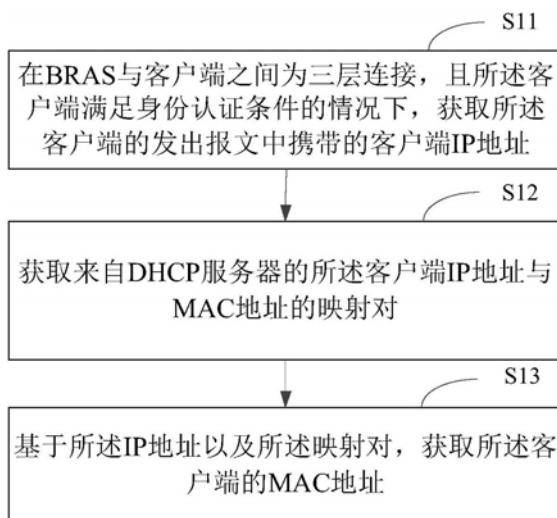 S11
在BRAS与客户端之间为三层连接，且所述客
户端满足身份认证条件的情况下，获取所述
客户端的发出报文中携带的客户端IP地址
S12
获取来自DHCP服务器的所述客户端IP地址与
MAC地址的映射对
S13
基于所述IP地址以及所述映射对，获取所述客
户端的MAC地址